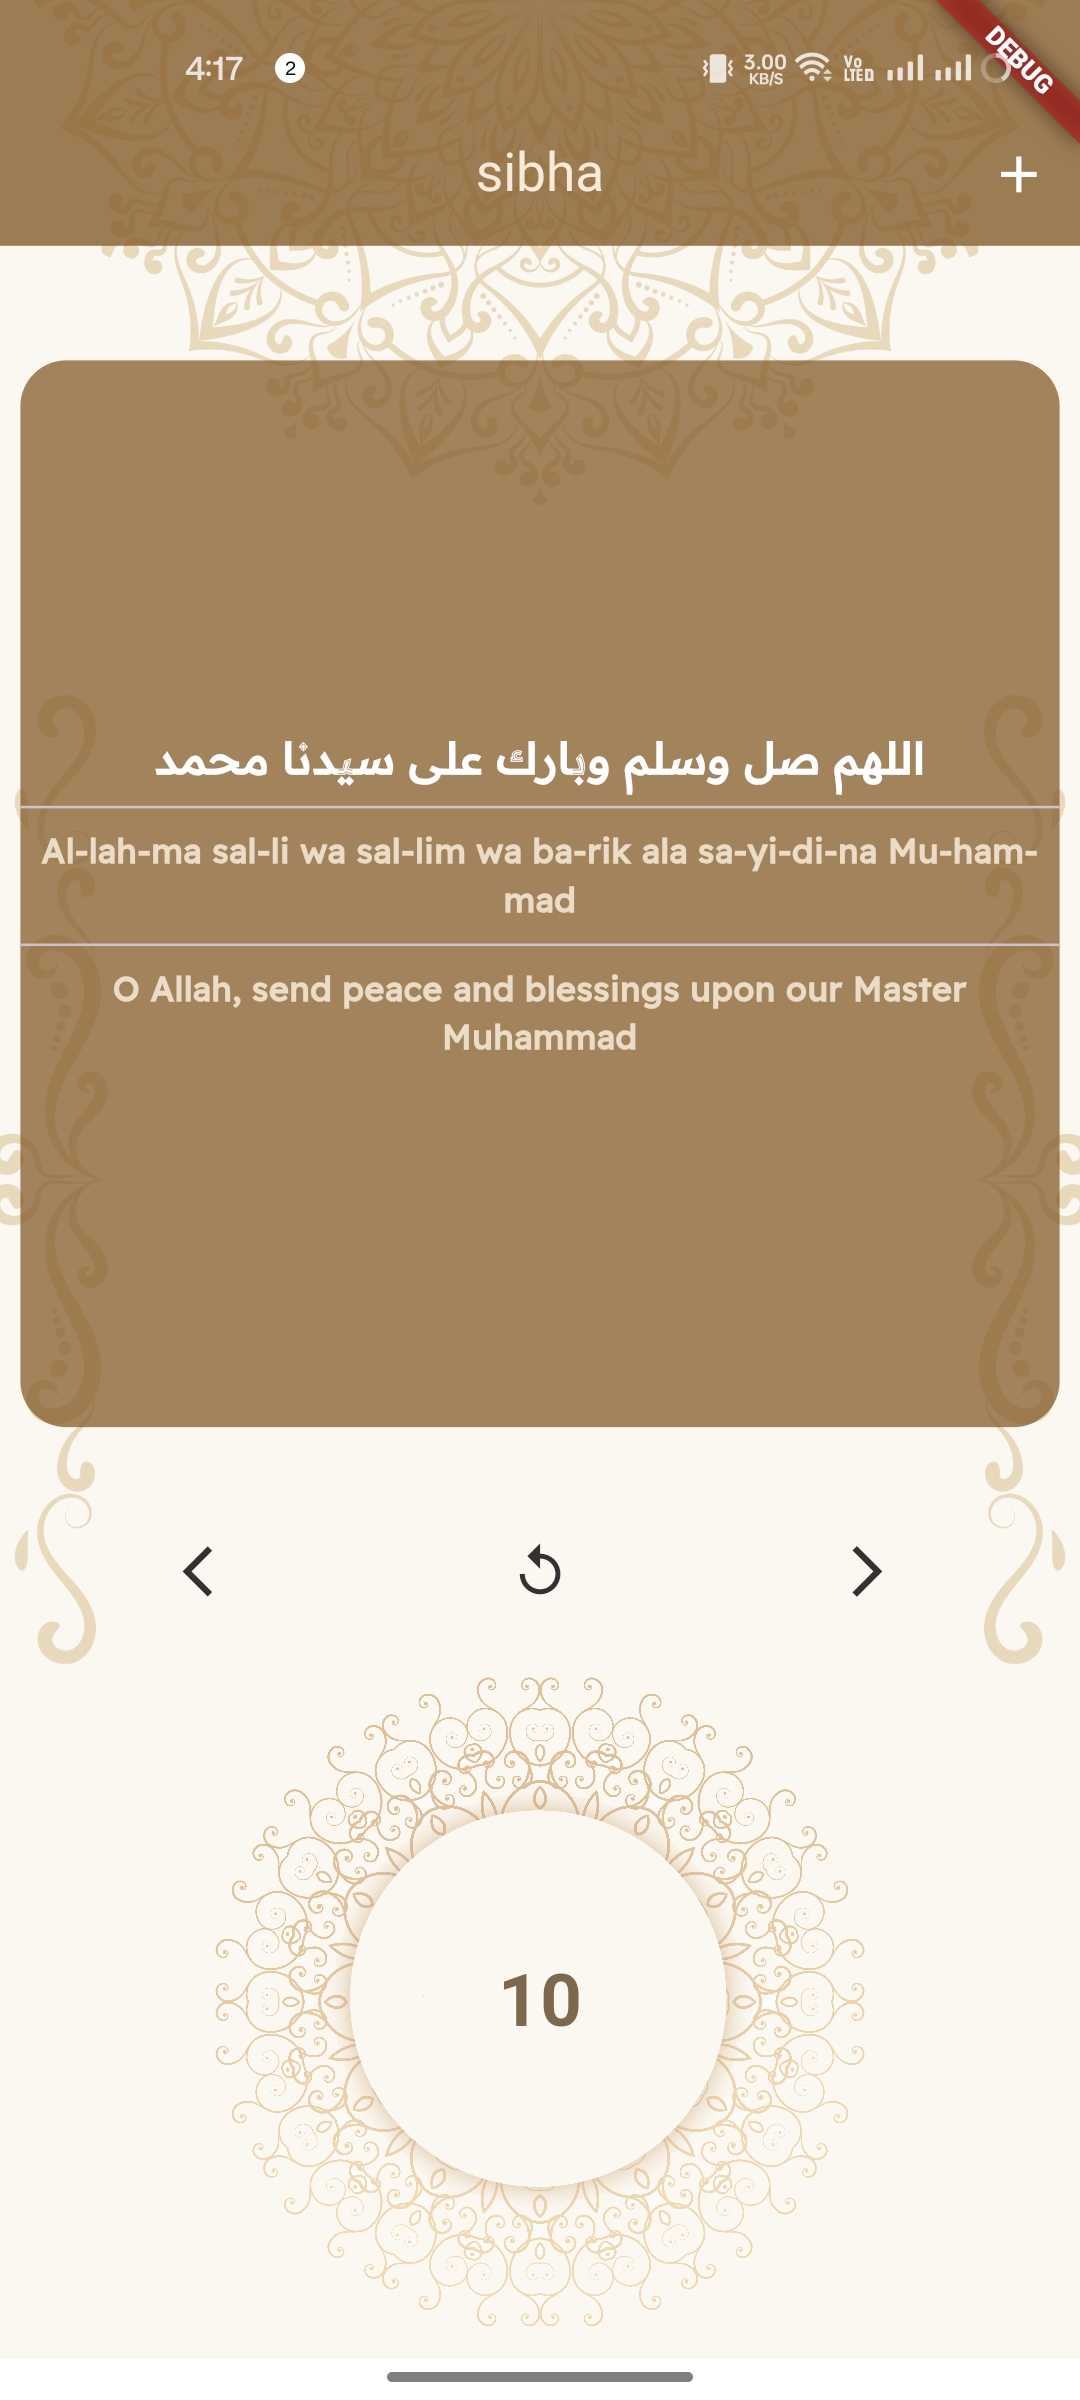 4:17
2
3.00
KB/S
Vo
LTED
DEBUG
sibha
اللهم صل وسلم وبارك على سيدنا محمد
Al-lah-ma sal-li wa sal-lim wa ba-rik ala sa-yi-di-na Mu-ham-
mad
O Allah, send peace and blessings upon our Master
Muhammad
10